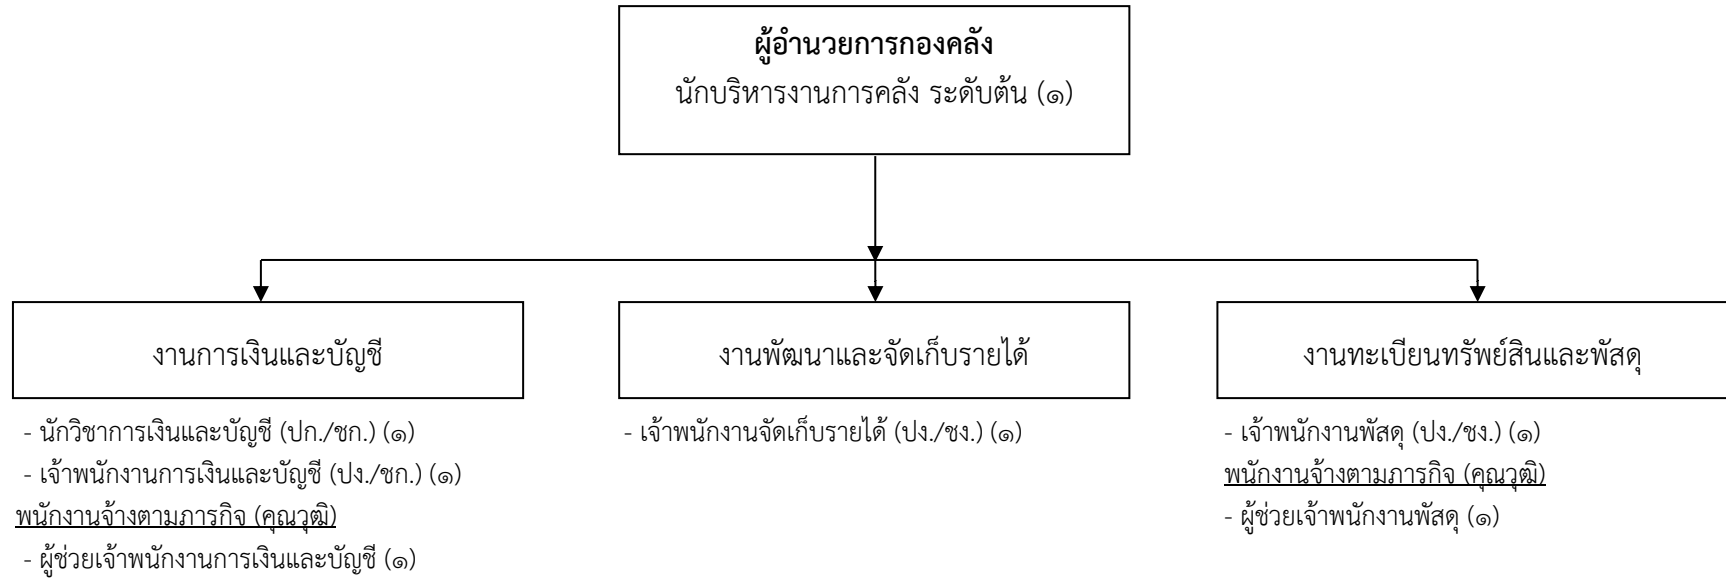 ผู้อำนวยการกองคลัง
นักบริหารงานการคลัง ระดับต้น (๑)
งานการเงินและบัญชี
- นักวิชาการเงินและบัญชี (ปก./ชก.) (๑)
- เจ้าพนักงานการเงินและบัญชี (ปง./ชก.) (๑)
พนักงานจ้างตามภารกิจ (คุณวุฒิ)
- ผู้ช่วยเจ้าพนักงานการเงินและบัญชี (๑)
งานพัฒนาและจัดเก็บรายได้
- เจ้าพนักงานจัดเก็บรายได้ (ปง./ชง.) (๑)
งานทะเบียนทรัพย์สินและพัสดุ
- เจ้าพนักงานพัสดุ (ปง./ชง.) (๑)
พนักงานจ้างตามภารกิจ (คุณวุฒิ)
- ผู้ช่วยเจ้าพนักงานพัสดุ (๑)